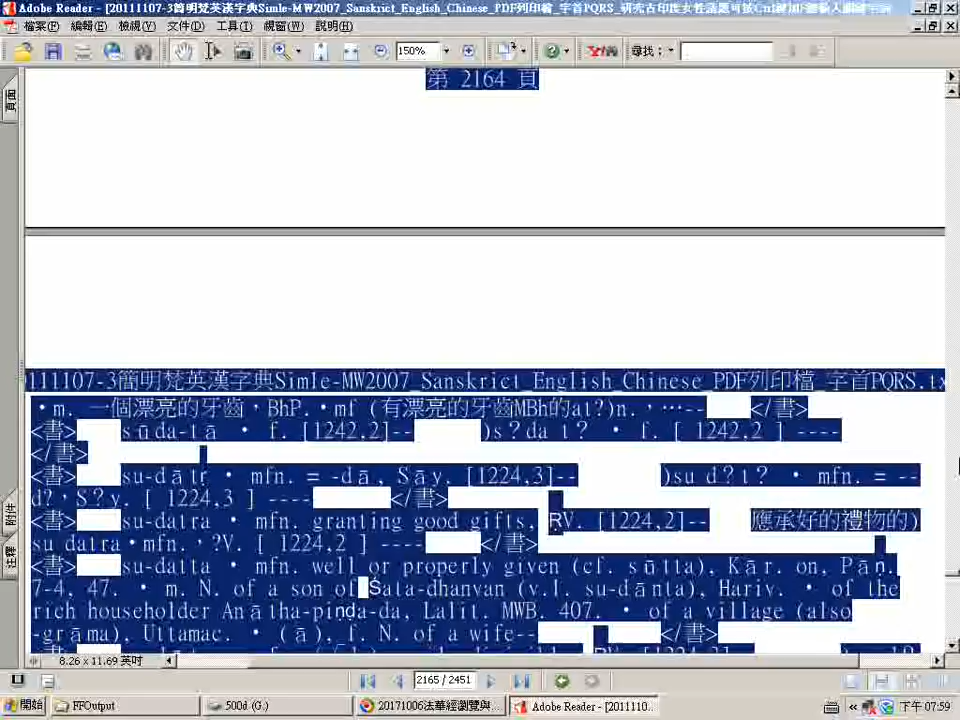 Adobe Reader - [20111107-3簡明梵英漢字典Simle-MW2007_Sanskrict_English_Chinese_PDF列印檔_字首PQRS_研究古印度女性議題可按Ctrl鍵加F鍵輸入關鍵字
檔案(F) 編輯(E) 檢視(V) 文件(D) 工具(T) 視窗(W) 說明(H)
150% 尋找：
第 2164 頁
頁面
附件
注釋
111107-3簡明梵英漢字典Simle-MW2007_Sanskrict_English_Chinese_PDF列印檔_字首PQRS.tx
‧m. 一個漂亮的牙齒，BhP.‧mf (有漂亮的牙齒MBh的at?)n.，…-- </書>
<書> sūda-tā ‧ f. [1242,2]-- )s?da t? ‧ f. [ 1242,2 ] ----
</書>
<書> su-dātṛ ‧ mfn. = -dā, Sāy. [1224,3]-- )su d?t? ‧ mfn. = --
d?，S?y. [ 1224,3 ] ---- </書>
<書> su-datra ‧ mfn. granting good gifts, RV. [1224,2]-- 應承好的禮物的)
su datra‧mfn.，?V. [ 1224,2 ] ---- </書>
<書> su-datta ‧ mfn. well or properly given (cf. sūtta), Kār. on, Pāṇ.
7-4, 47. ‧ m. N. of a son of Śata-dhanvan (v.l. su-dānta), Hariv. ‧ of the
rich householder Anātha-piṇḍa-da, Lalit. MWB. 407. ‧ of a village (also
-grāma), Uttamac. ‧ (ā), f. N. of a wife-- </書>
8.26 x 11.69 英吋
2165 / 2451
開始 FFOutput 500d (G:) 20171006法華經瀏覽與... Adobe Reader - [2011110... 下午 07:59